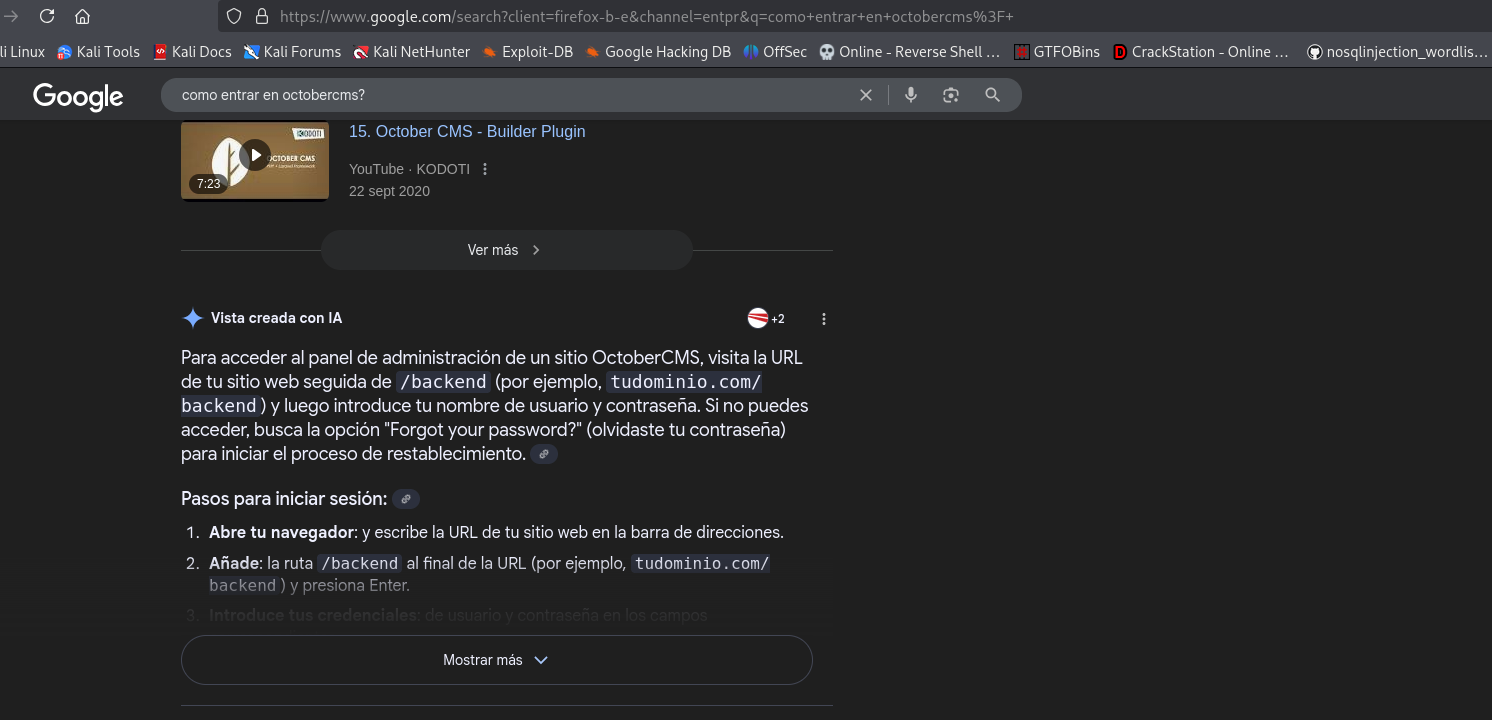 https://www.google.com/search?client=firefox-b-e&channel=entpr&q=como+entrar+en+octobercms%3F+
li Linux Kali Tools Kali Docs Kali Forums Kali NetHunter Exploit-DB Google Hacking DB OffSec Online - Reverse Shell … GTFOBins CrackStation - Online … nosqlinjection_wordlis…
Google como entrar en octobercms?
KODOTI
OCTOBER CMS
7:23
15. October CMS - Builder Plugin
YouTube · KODOTI
22 sept 2020
Ver más
Vista creada con IA +2
Para acceder al panel de administración de un sitio OctoberCMS, visita la URL
de tu sitio web seguida de /backend (por ejemplo, tudominio.com/
backend) y luego introduce tu nombre de usuario y contraseña. Si no puedes
acceder, busca la opción "Forgot your password?" (olvidaste tu contraseña)
para iniciar el proceso de restablecimiento.
Pasos para iniciar sesión:
1. Abre tu navegador: y escribe la URL de tu sitio web en la barra de direcciones.
2. Añade: la ruta /backend al final de la URL (por ejemplo, tudominio.com/
backend) y presiona Enter.
3. Introduce tus credenciales: de usuario y contraseña en los campos
Mostrar más